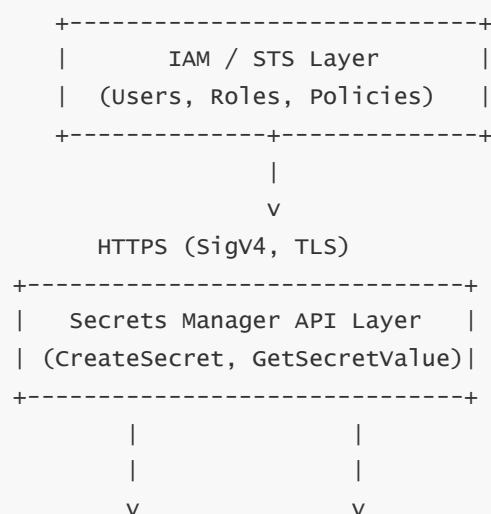 +-----------------------------+
|       IAM / STS Layer       |
|  (Users, Roles, Policies)   |
+--------------+--------------+
|
v
HTTPS (SigV4, TLS)
+-------------------------------+
|   Secrets Manager API Layer   |
| (CreateSecret, GetSecretValue)|
+-------------------------------+
|               |
|               |
v               v